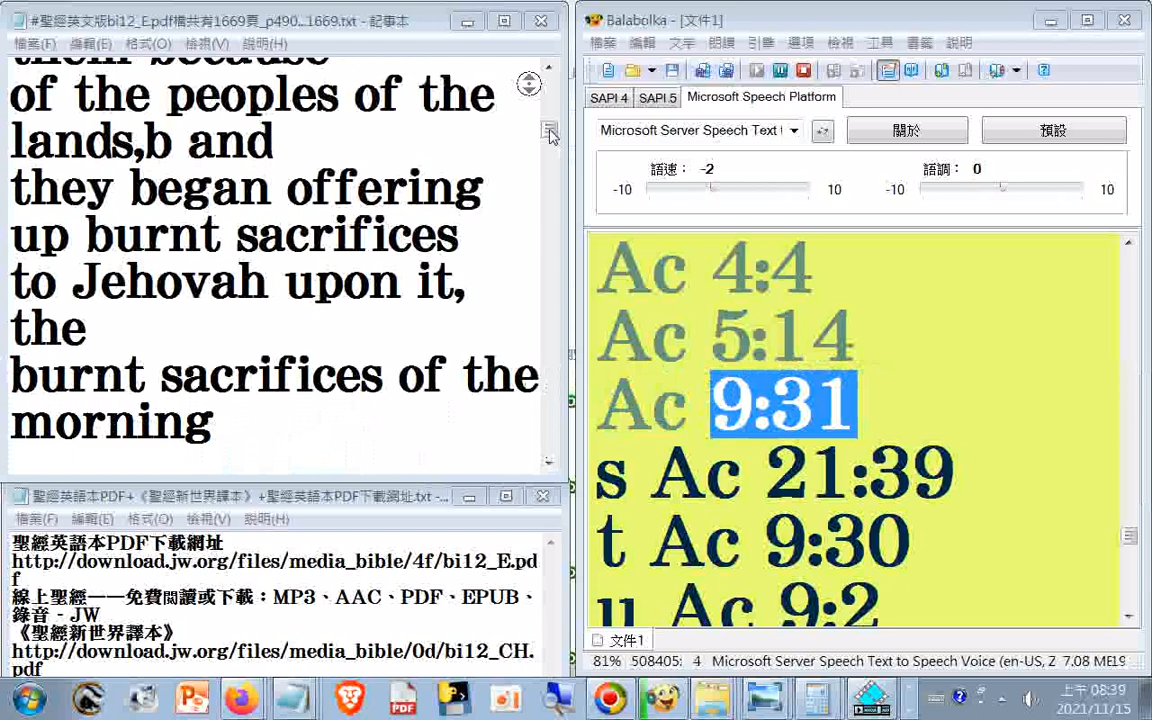 #聖經英文版bi12_E.pdf檔共有1669頁_p490...1669.txt - 記事本
檔案(F) 編輯(E) 格式(O) 檢視(V) 說明(H)
them because
of the peoples of the
lands,b and
they began offering
up burnt sacrifices
to Jehovah upon it,
the
burnt sacrifices of the
morning
聖經英語本PDF+《聖經新世界譯本》+聖經英語本PDF下載網址.txt - ...
檔案(F) 編輯(E) 格式(O) 檢視(V) 說明(H)
聖經英語本PDF下載網址
http://download.jw.org/files/media_bible/4f/bi12_E.pd
f
線上聖經——免費閱讀或下載：MP3、AAC、PDF、EPUB、
錄音 - JW
《聖經新世界譯本》
http://download.jw.org/files/media_bible/0d/bi12_CH.
pdf
Balabolka - [文件1]
檔案 編輯 文字 朗讀 引擎 選項 檢視 工具 書籤 說明
SAPI 4 SAPI 5 Microsoft Speech Platform
Microsoft Server Speech Text 關於 預設
語速： -2 語調： 0
-10 10 -10 10
Ac 4:4
Ac 5:14
Ac 9:31
s Ac 21:39
t Ac 9:30
u Ac 9:2
文件1
81% 508405: 4 Microsoft Server Speech Text to Speech Voice (en-US, Z 7.08 ME
上午 08:39
2021/11/15